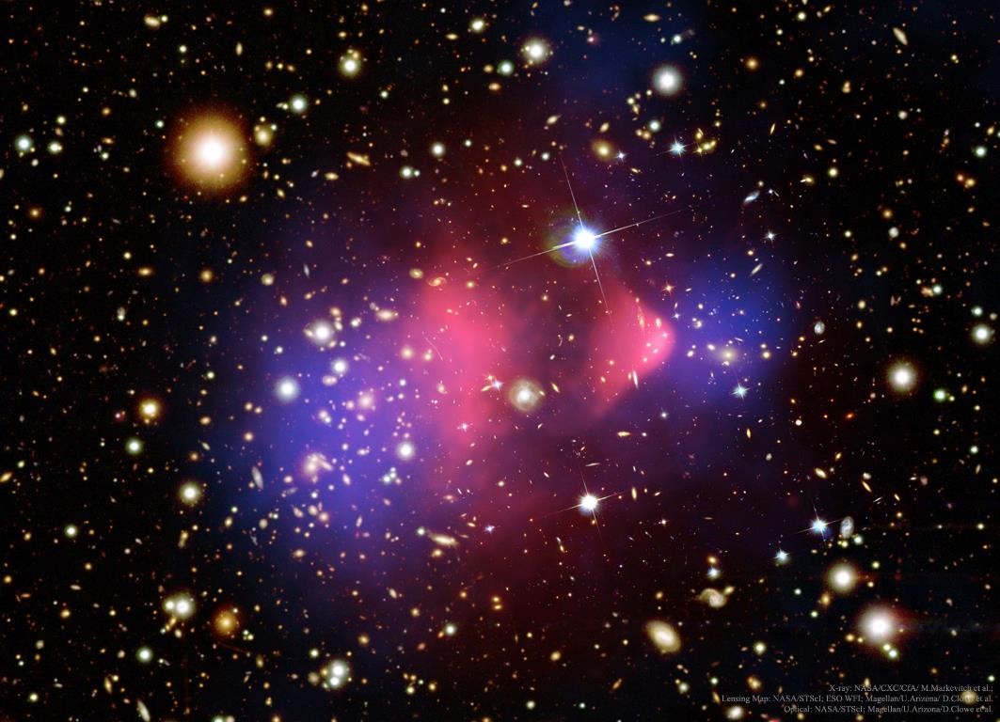 X-ray: NASA/CXC/CfA/ M.Markevitch et al.;
Lensing Map: NASA/STScI; ESO WFI; Magellan/U.Arizona/ D.Clowe et al.
Optical: NASA/STScI; Magellan/U.Arizona/D.Clowe et al.